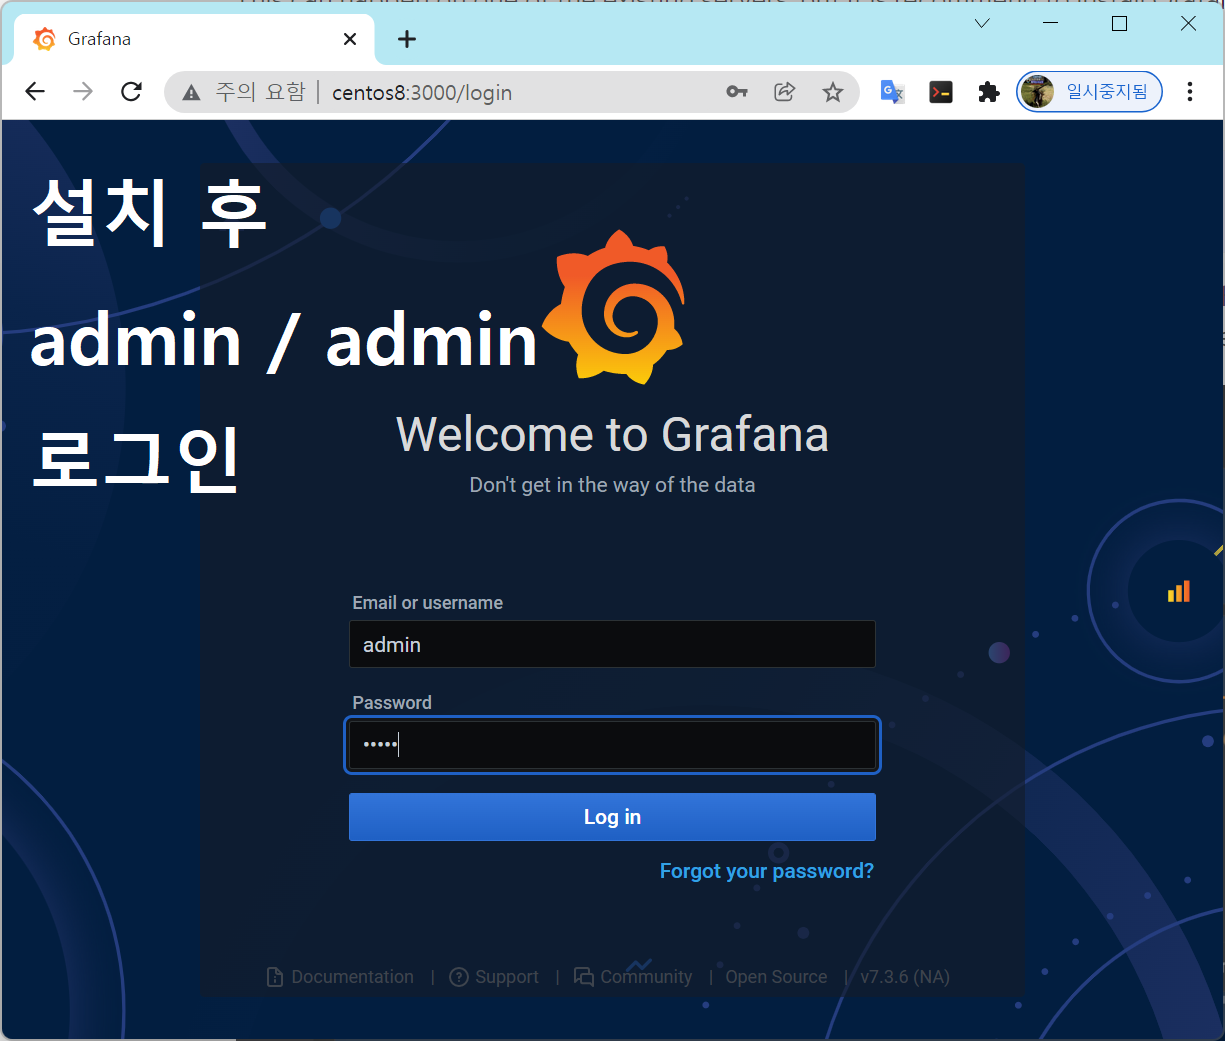 Grafana
주의 요함 | centos8:3000/login
일시중지됨
설치 후
admin / admin
로그인
Welcome to Grafana
Don't get in the way of the data
Email or username
admin
Password
•••••
Log in
Forgot your password?
Documentation | Support | Community | Open Source | v7.3.6 (NA)